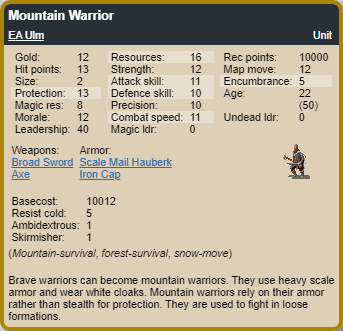 Mountain Warrior
EA Ulm Unit
Gold: 12 Resources: 16 Rec points: 10000
Hit points: 13 Strength: 12 Map move: 12
Size: 2 Attack skill: 11 Encumbrance: 5
Protection: 13 Defence skill: 10 Age: 22
Magic res: 8 Precision: 10 (50)
Morale: 12 Combat speed: 11 Undead ldr: 0
Leadership: 40 Magic ldr: 0
Weapons: Armor:
Broad Sword Scale Mail Hauberk
Axe Iron Cap
Basecost: 10012
Resist cold: 5
Ambidextrous: 1
Skirmisher: 1
(Mountain-survival, forest-survival, snow-move)
Brave warriors can become mountain warriors. They use heavy scale
armor and wear white cloaks. Mountain warriors rely on their armor
rather than stealth for protection. They are used to fight in loose
formations.